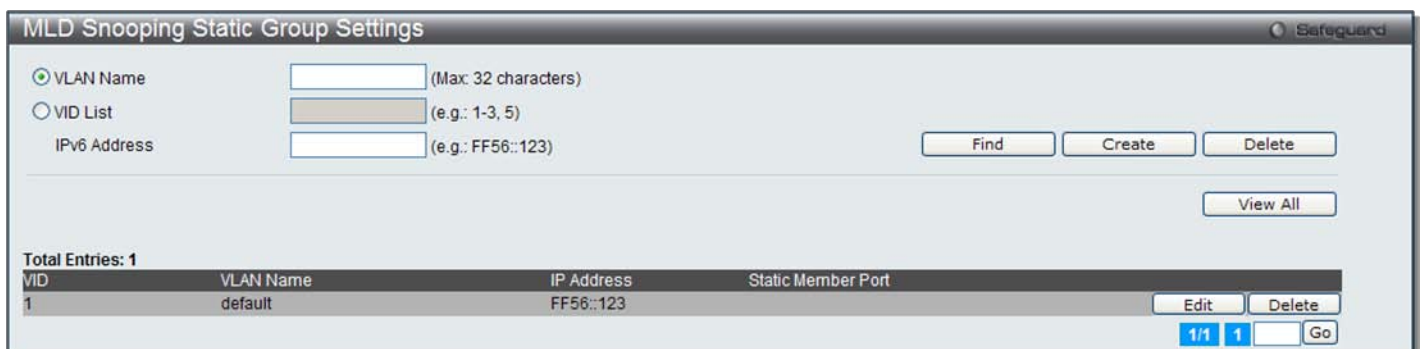 MLD Snooping Static Group Settings Safeguard
VLAN Name (Max: 32 characters)
VID List (e.g.: 1-3, 5)
IPv6 Address (e.g.: FF56::123) Find Create Delete
View All
Total Entries: 1
VID VLAN Name IP Address Static Member Port
1 default FF56::123 Edit Delete
1/1 1 Go